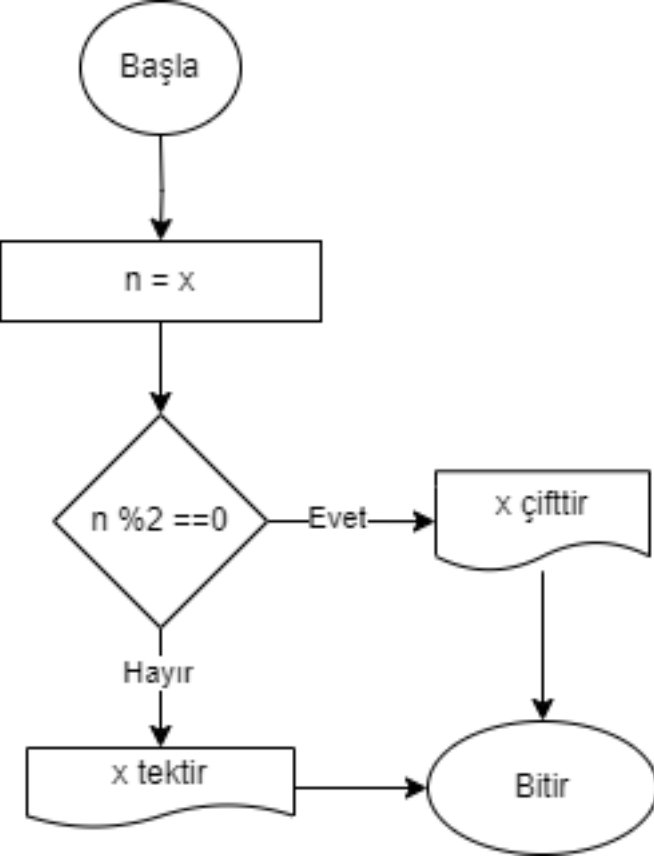 Başla
n = x
n %2 ==0
Evet
x çifttir
Hayır
x tektir
Bitir